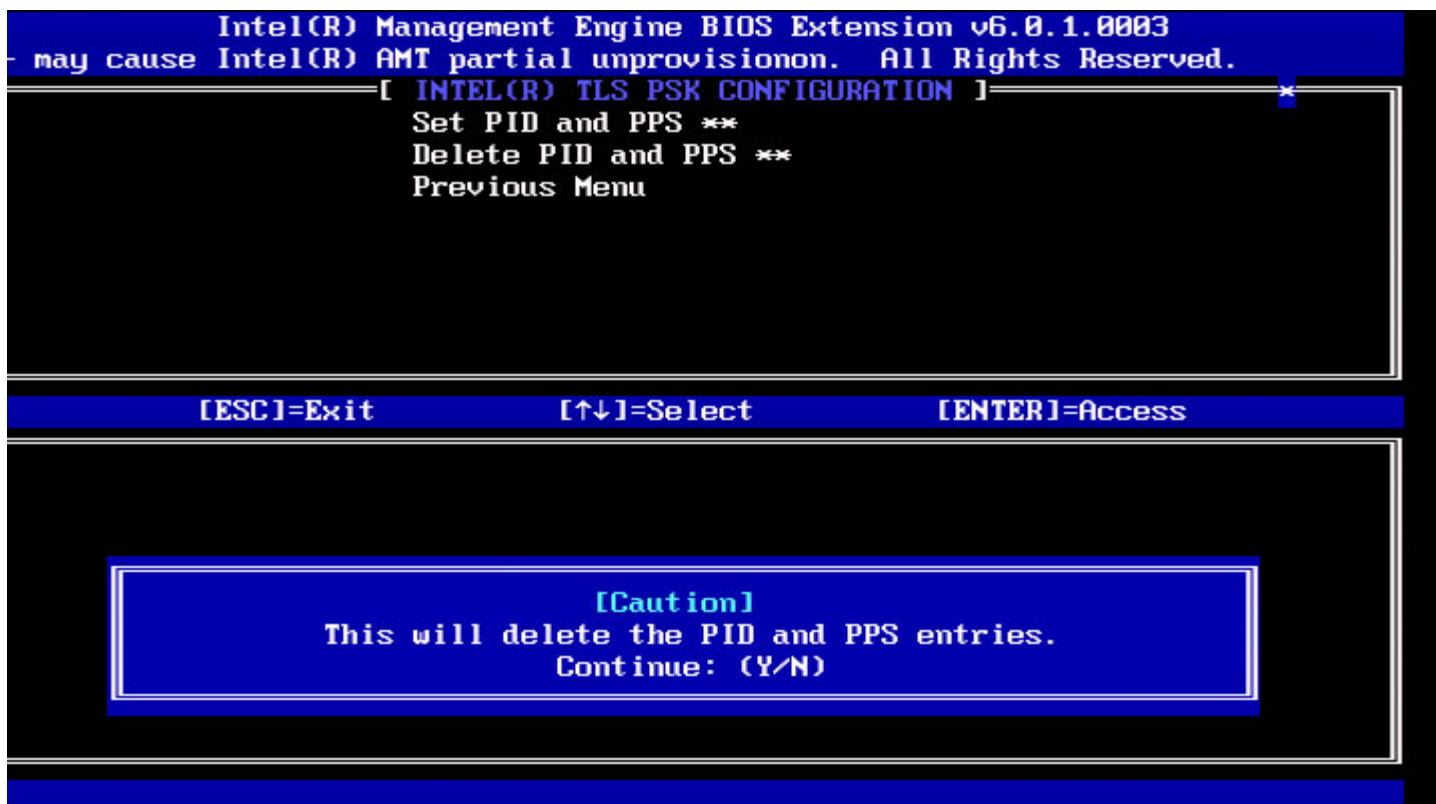 Intel(R) Management Engine BIOS Extension v6.0.1.0003
- may cause Intel(R) AMT partial unprovisionon. All Rights Reserved.
[ INTEL(R) TLS PSK CONFIGURATION ] *
Set PID and PPS **
Delete PID and PPS **
Previous Menu
[ESC]=Exit [↑↓]=Select [ENTER]=Access
[Caution]
This will delete the PID and PPS entries.
Continue: (Y/N)